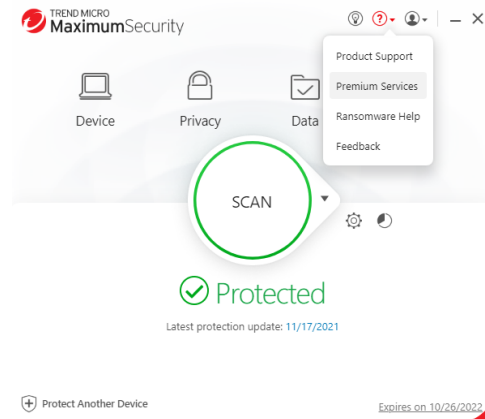 TREND MICRO
MaximumSecurity
?
Product Support
Premium Services
Ransomware Help
Feedback
Device
Privacy
Data
SCAN
Protected
Latest protection update: 11/17/2021
Protect Another Device
Expires on 10/26/2022